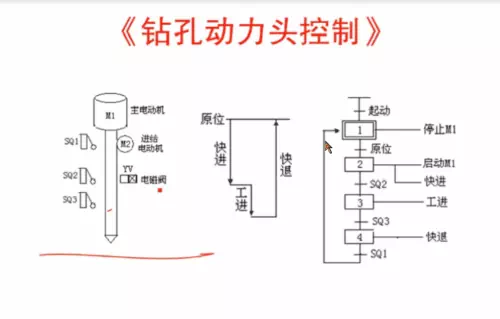 《钻孔动力头控制》
M1
主电动机
SQ1
M2
进给
电动机
SQ2
YV
电磁阀
SQ3
原位
快进
工进
快退
起动
1
停止M1
原位
2
启动M1
快进
SQ2
3
工进
SQ3
4
快退
SQ1